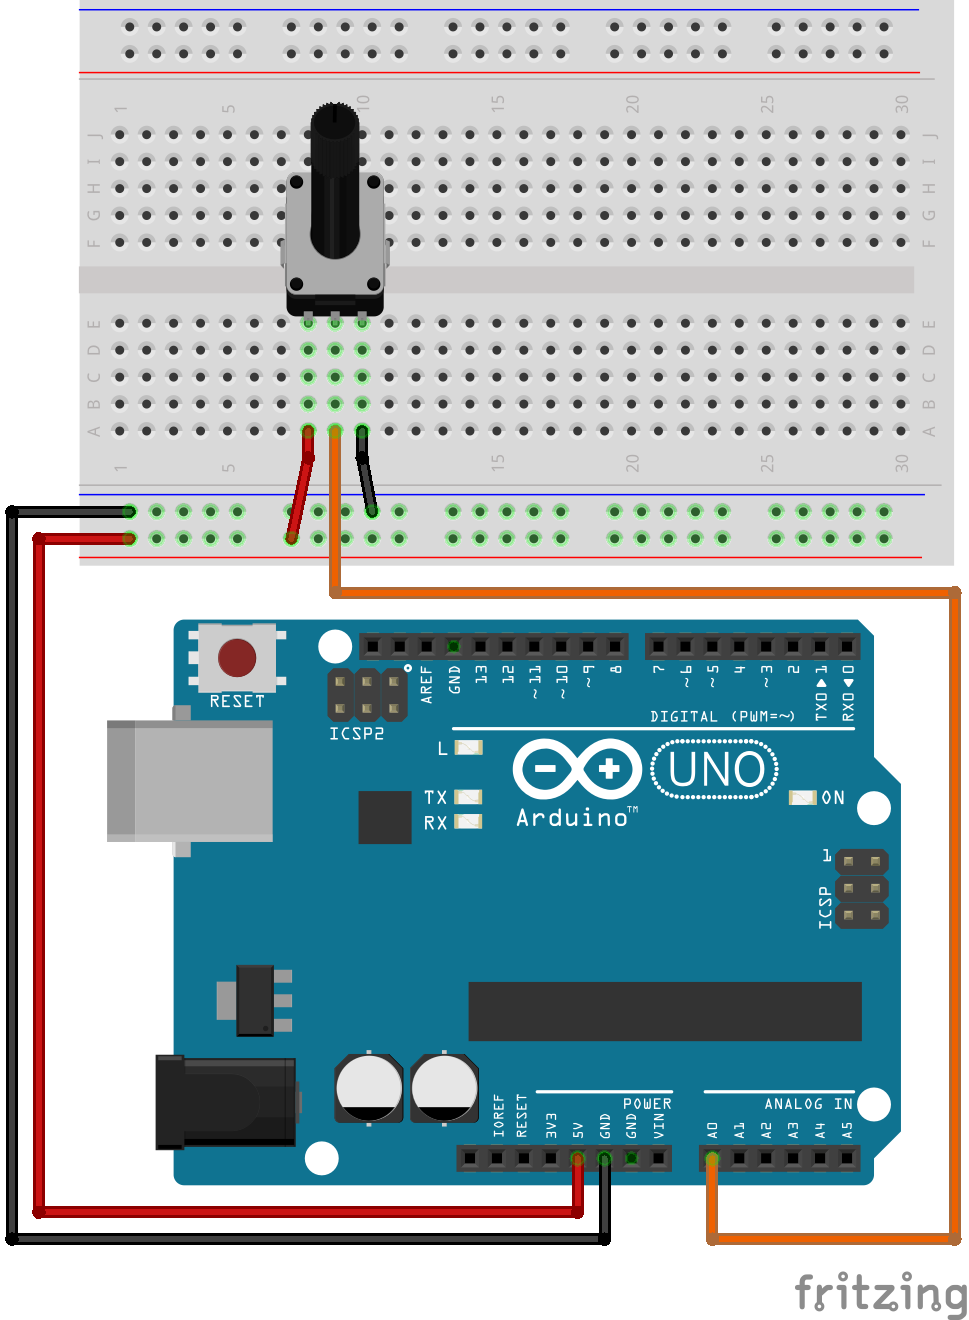 1 5 10 15 20 25 30
J J
I I
H H
G G
F F
E E
D D
C C
B B
A A
1 5 15 20 25 30
RESET
ICSP2
AREF GND 13 12 ~11 ~10 ~9 8 7 ~6 ~5 4 ~3 2 TX0 1 RX0 0
DIGITAL (PWM=~)
L
TX
RX
UNO
ON
Arduino™
1
ICSP
POWER
ANALOG IN
IOREF RESET 3V3 5V GND GND VIN A0 A1 A2 A3 A4 A5
fritzing